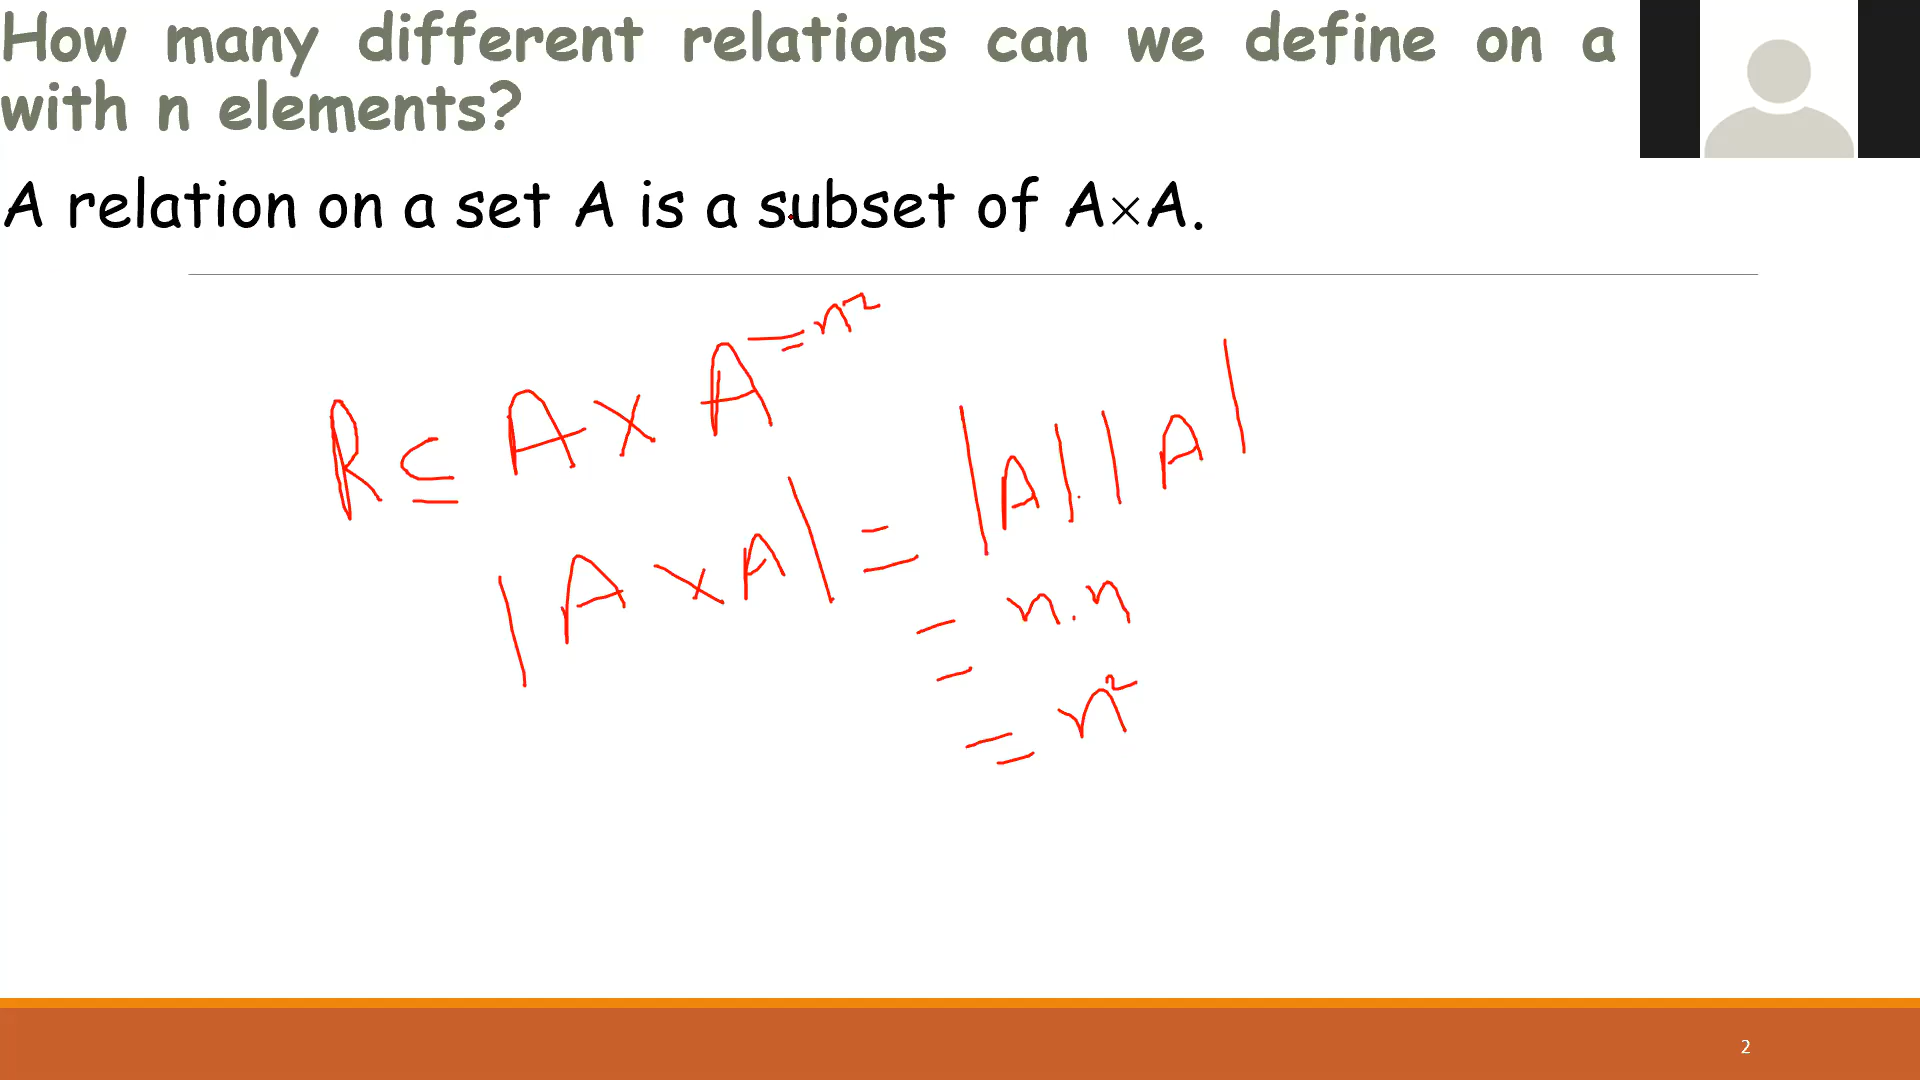 How many different relations can we define on a
with n elements?
A relation on a set A is a subset of A×A.
R ⊆ A × A = n²
|A × A| = |A|.|A|
= n.n
= n²
2